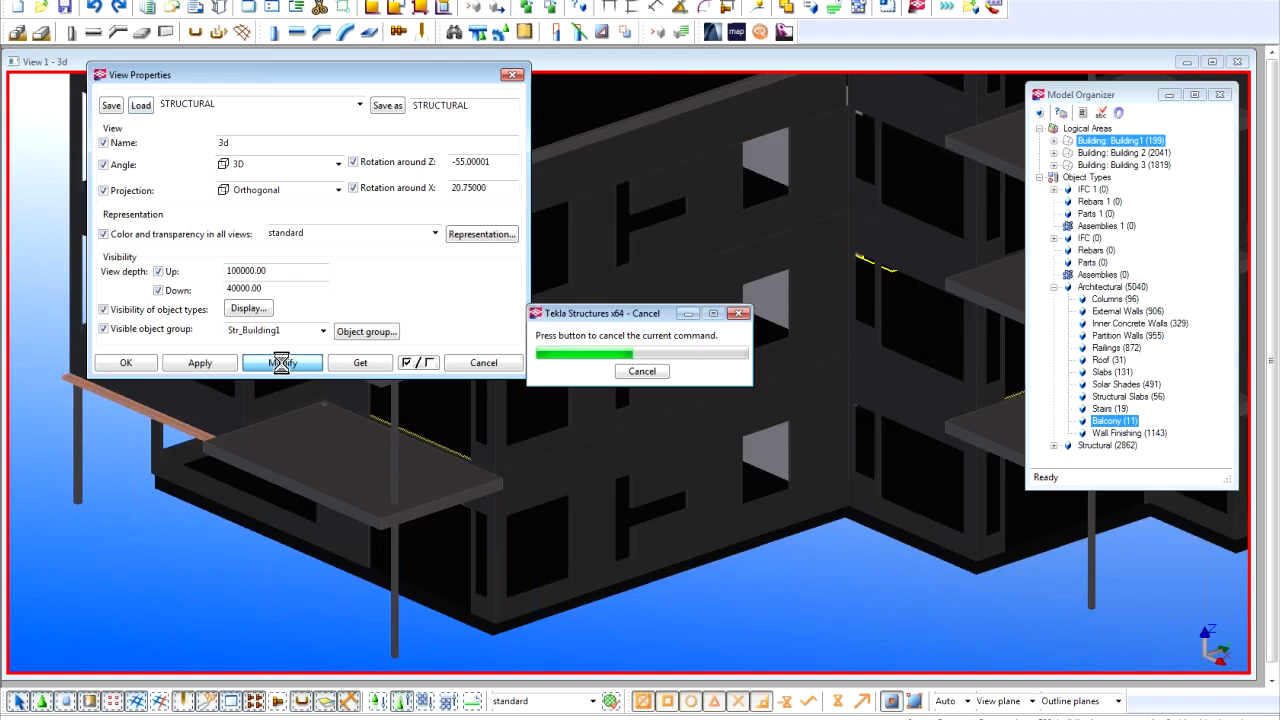 map
View 1 - 3d
View Properties
Save Load STRUCTURAL Save as STRUCTURAL
View
Name: 3d
Angle: 3D Rotation around Z: -55.00001
Projection: Orthogonal Rotation around X: 20.75000
Representation
Color and transparency in all views: standard Representation...
Visibility
View depth: Up: 100000.00
Down: 40000.00
Visibility of object types: Display...
Visible object group: Str_Building1 Object group...
OK Apply Modify Get Cancel
Tekla Structures x64 - Cancel
Press button to cancel the current command.
Cancel
Model Organizer
Logical Areas
Building: Building1 (199)
Building: Building 2 (2041)
Building: Building 3 (1819)
Object Types
IFC 1 (0)
Rebars 1 (0)
Parts 1 (0)
Assemblies 1 (0)
IFC (0)
Rebars (0)
Parts (0)
Assemblies (0)
Architectural (5040)
Columns (96)
External Walls (906)
Inner Concrete Walls (329)
Partition Walls (955)
Railings (872)
Roof (31)
Slabs (131)
Solar Shades (491)
Structural Slabs (56)
Stairs (19)
Balcony (11)
Wall Finishing (1143)
Structural (2862)
Ready
Z
standard Auto View plane Outline planes